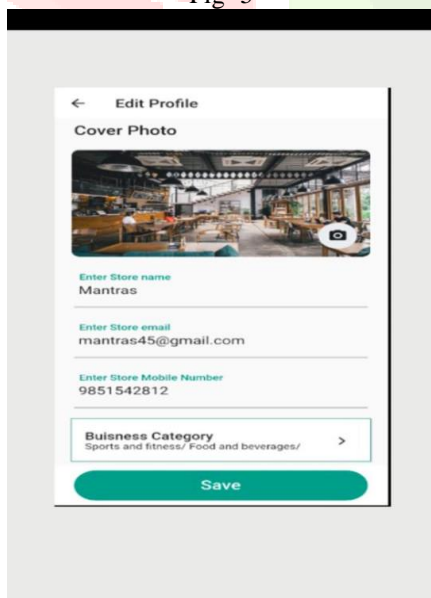 Edit Profile
Cover Photo
Enter Store name
Mantras
Enter Store email
mantras45@gmail.com
Enter Store Mobile Number
9851542812
Buisness Category
Sports and fitness/ Food and beverages/
Save